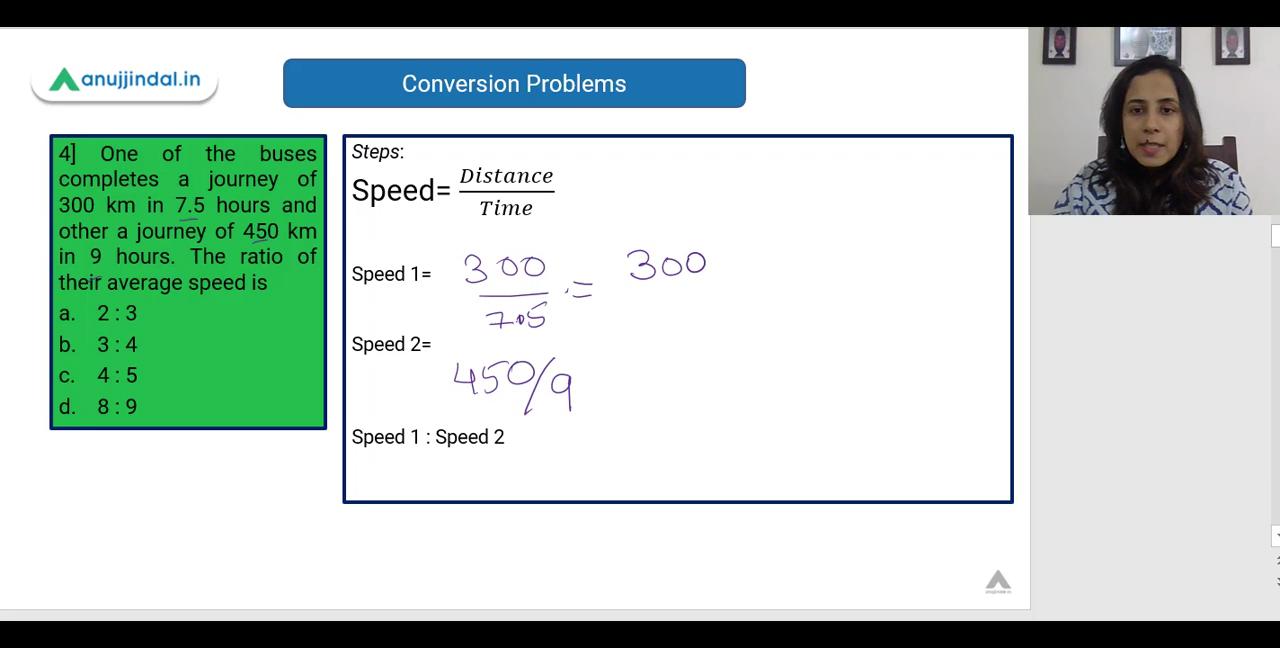 anujjindal.in
Conversion Problems
4] One of the buses
completes a journey of
300 km in 7.5 hours and
other a journey of 450 km
in 9 hours. The ratio of
their average speed is
a. 2 : 3
b. 3 : 4
c. 4 : 5
d. 8 : 9
Steps:
Speed= Distance
Time
Speed 1= 300 = 300
7.5
Speed 2=
450/9
Speed 1 : Speed 2